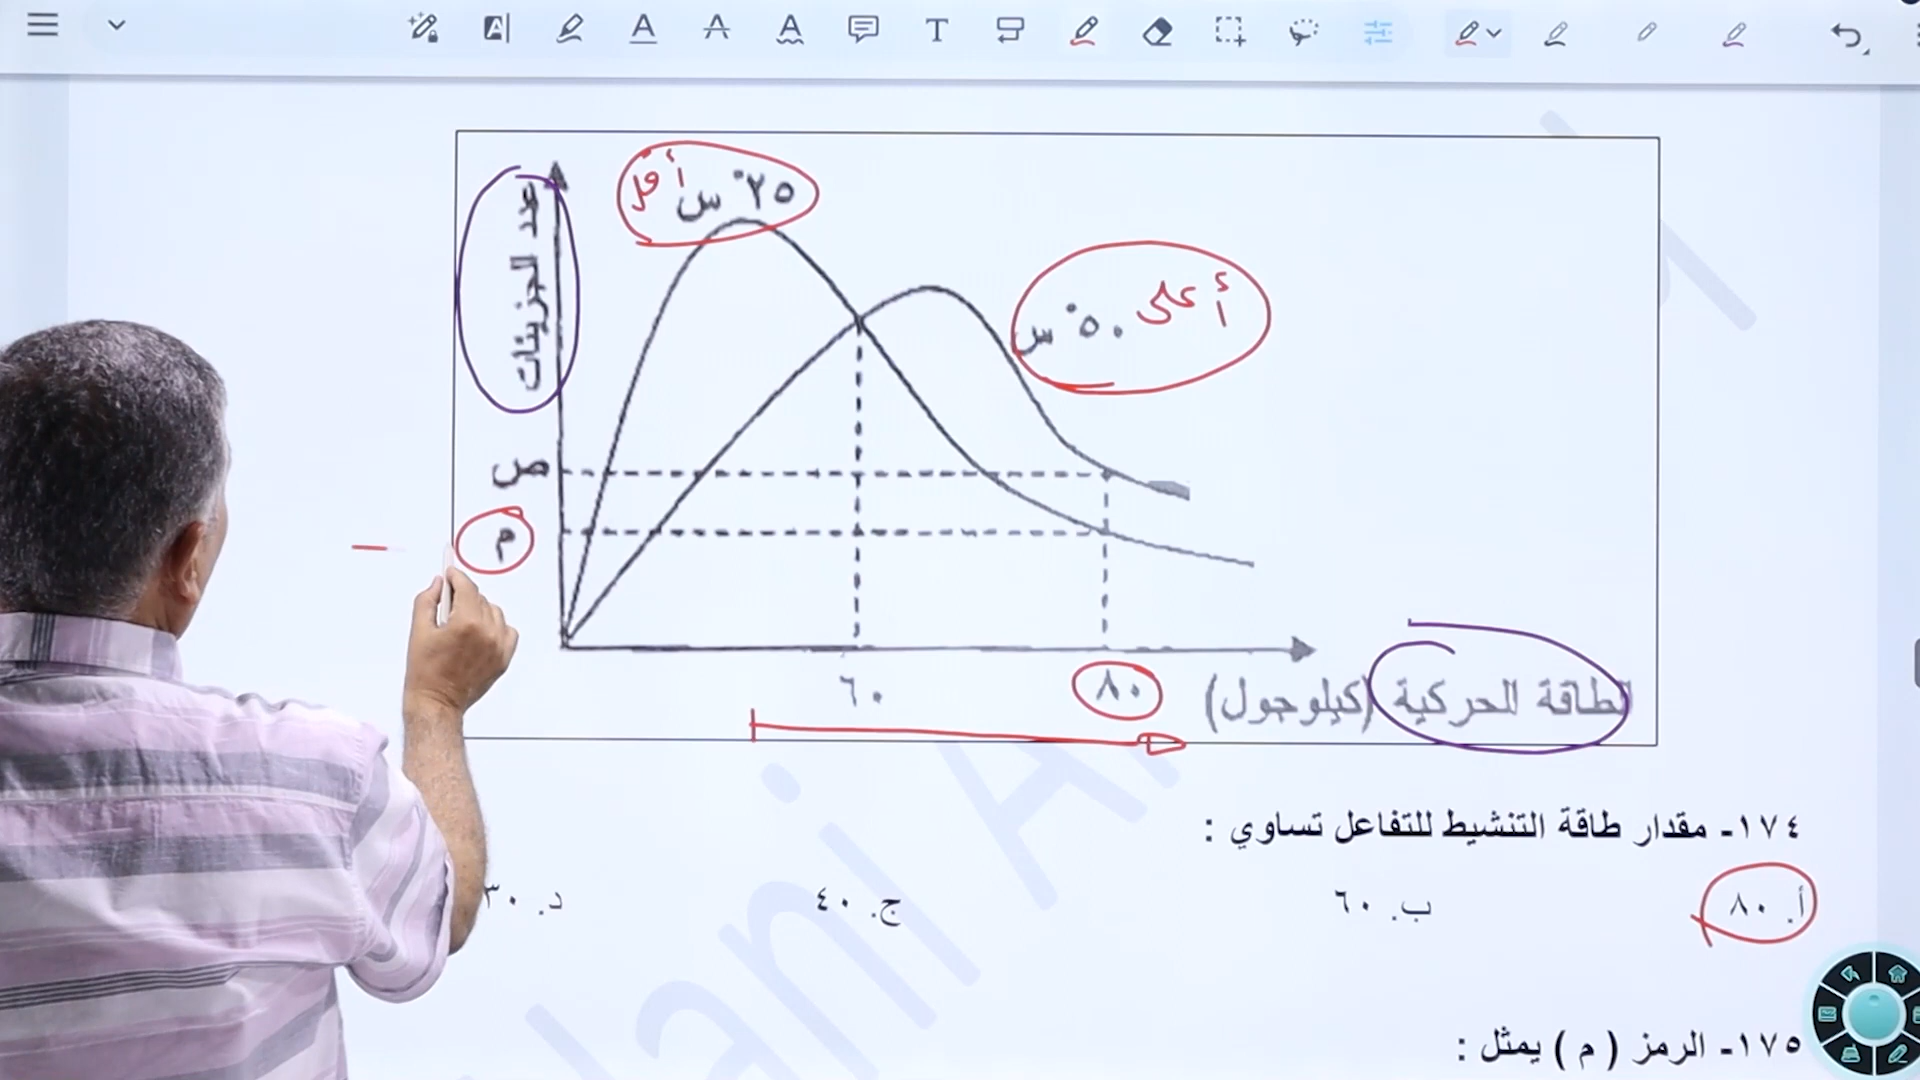 عدد الجزيئات
٢٥ °س
أقل
٥٠ °س
أعلى
ص
م
٦٠
٨٠
الطاقة الحركية (كيلوجول)
١٧٤- مقدار طاقة التنشيط للتفاعل تساوي :
أ. ٨٠ ب. ٦٠ ج. ٤٠ د. ٣٠
١٧٥- الرمز ( م ) يمثل :